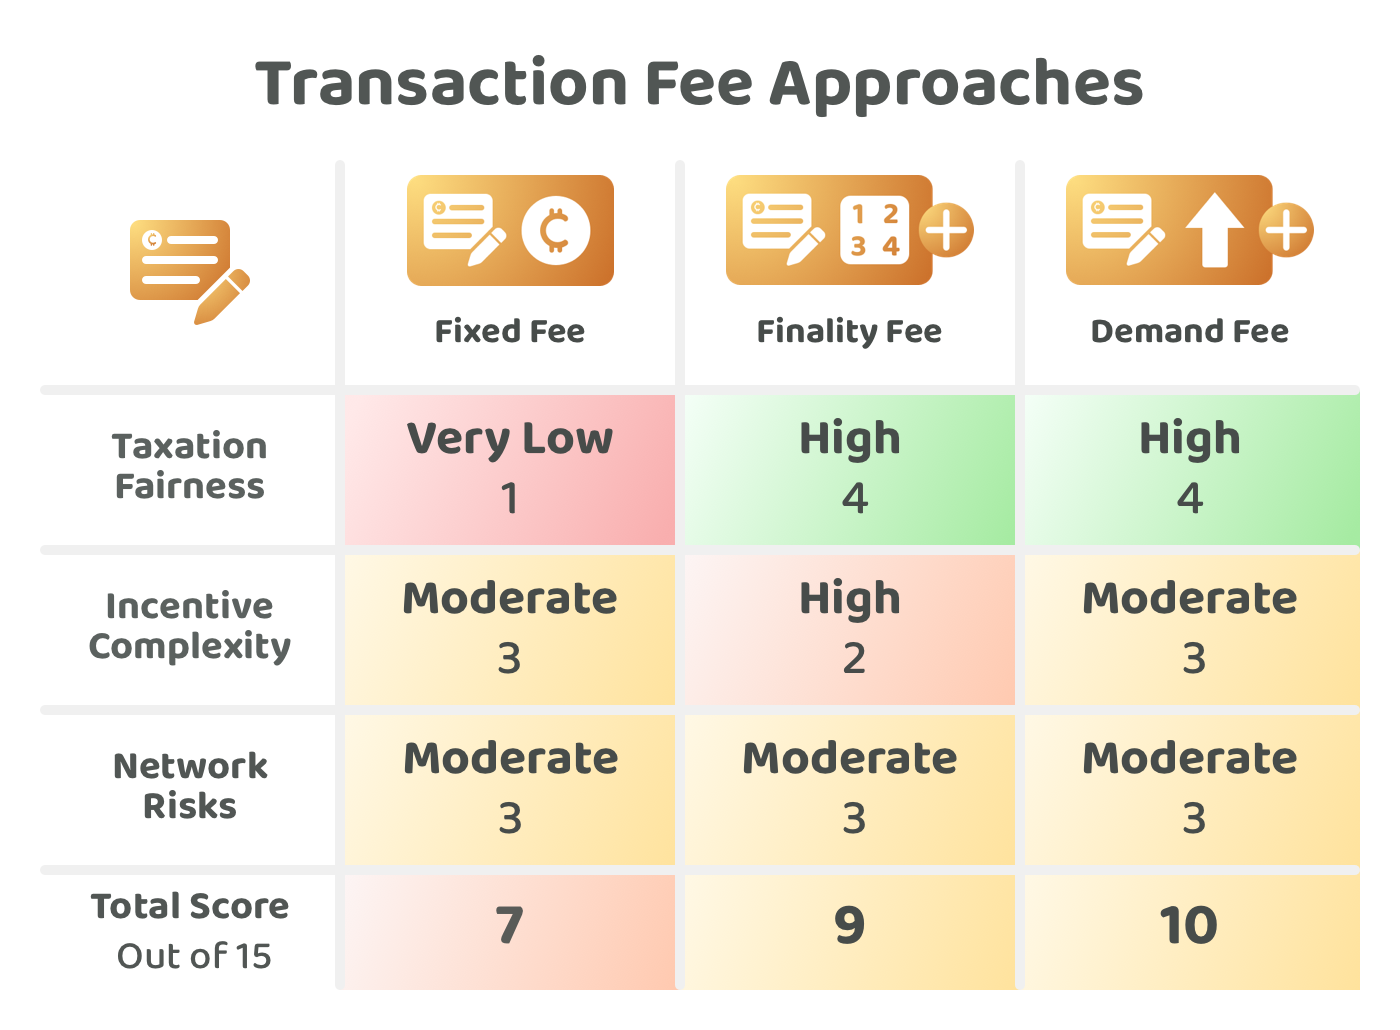 Transaction Fee Approaches
1 2
3 4
Fixed Fee
Finality Fee
Demand Fee
Taxation
Fairness
Very Low
1
High
4
High
4
Incentive
Complexity
Moderate
3
High
2
Moderate
3
Network
Risks
Moderate
3
Moderate
3
Moderate
3
Total Score
Out of 15
7
9
10